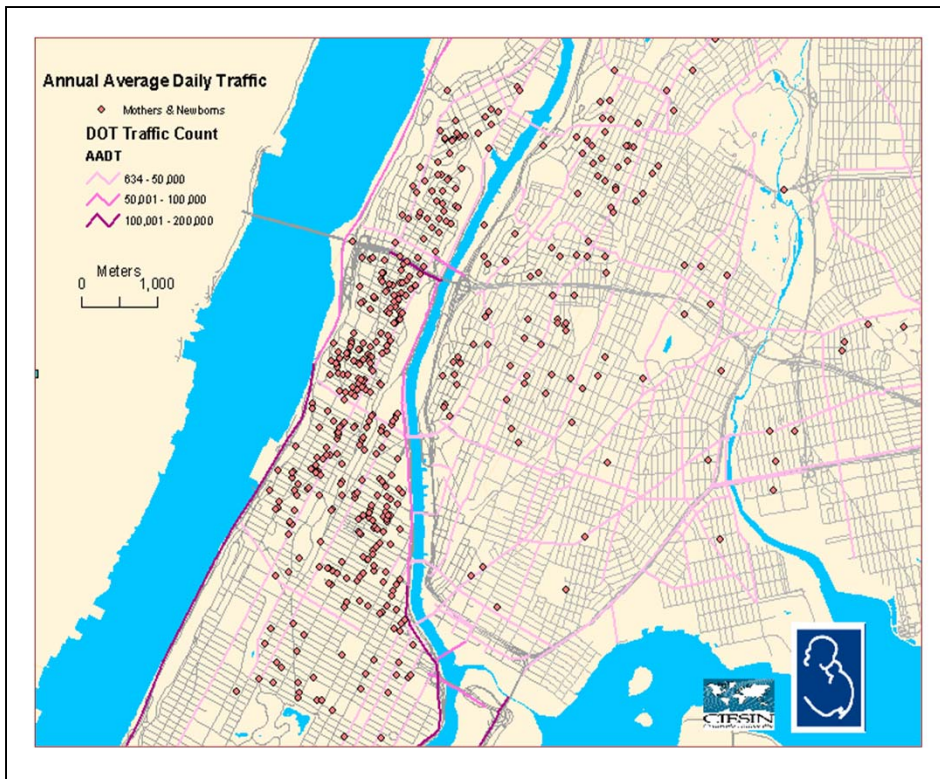 Annual Average Daily Traffic
Mothers & Newborns
DOT Traffic Count
AADT
634 - 50,000
50,001 - 100,000
100,001 - 200,000
Meters
0 1,000
CIESIN